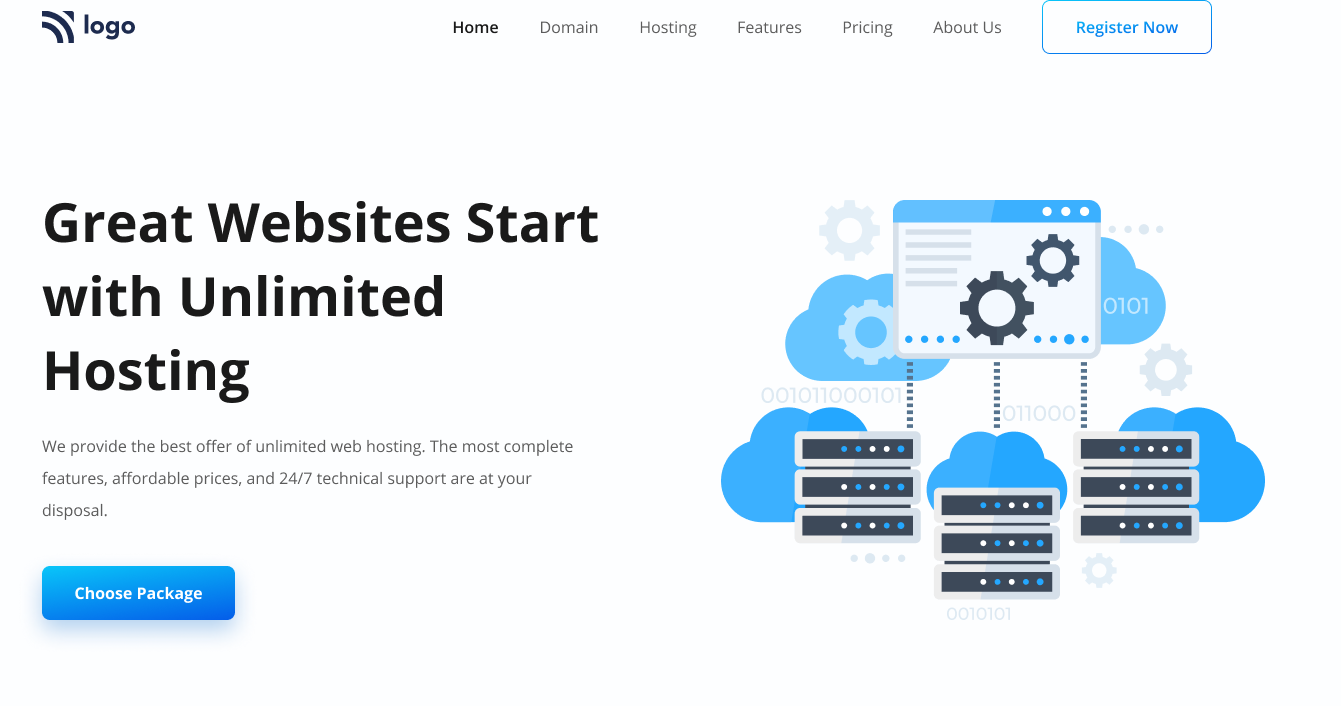 logo
Home
Domain
Hosting
Features
Pricing
About Us
Register Now
Great Websites Start
with Unlimited
Hosting
We provide the best offer of unlimited web hosting. The most complete
features, affordable prices, and 24/7 technical support are at your
disposal.
Choose Package
0101
001011000101
011000
0010101